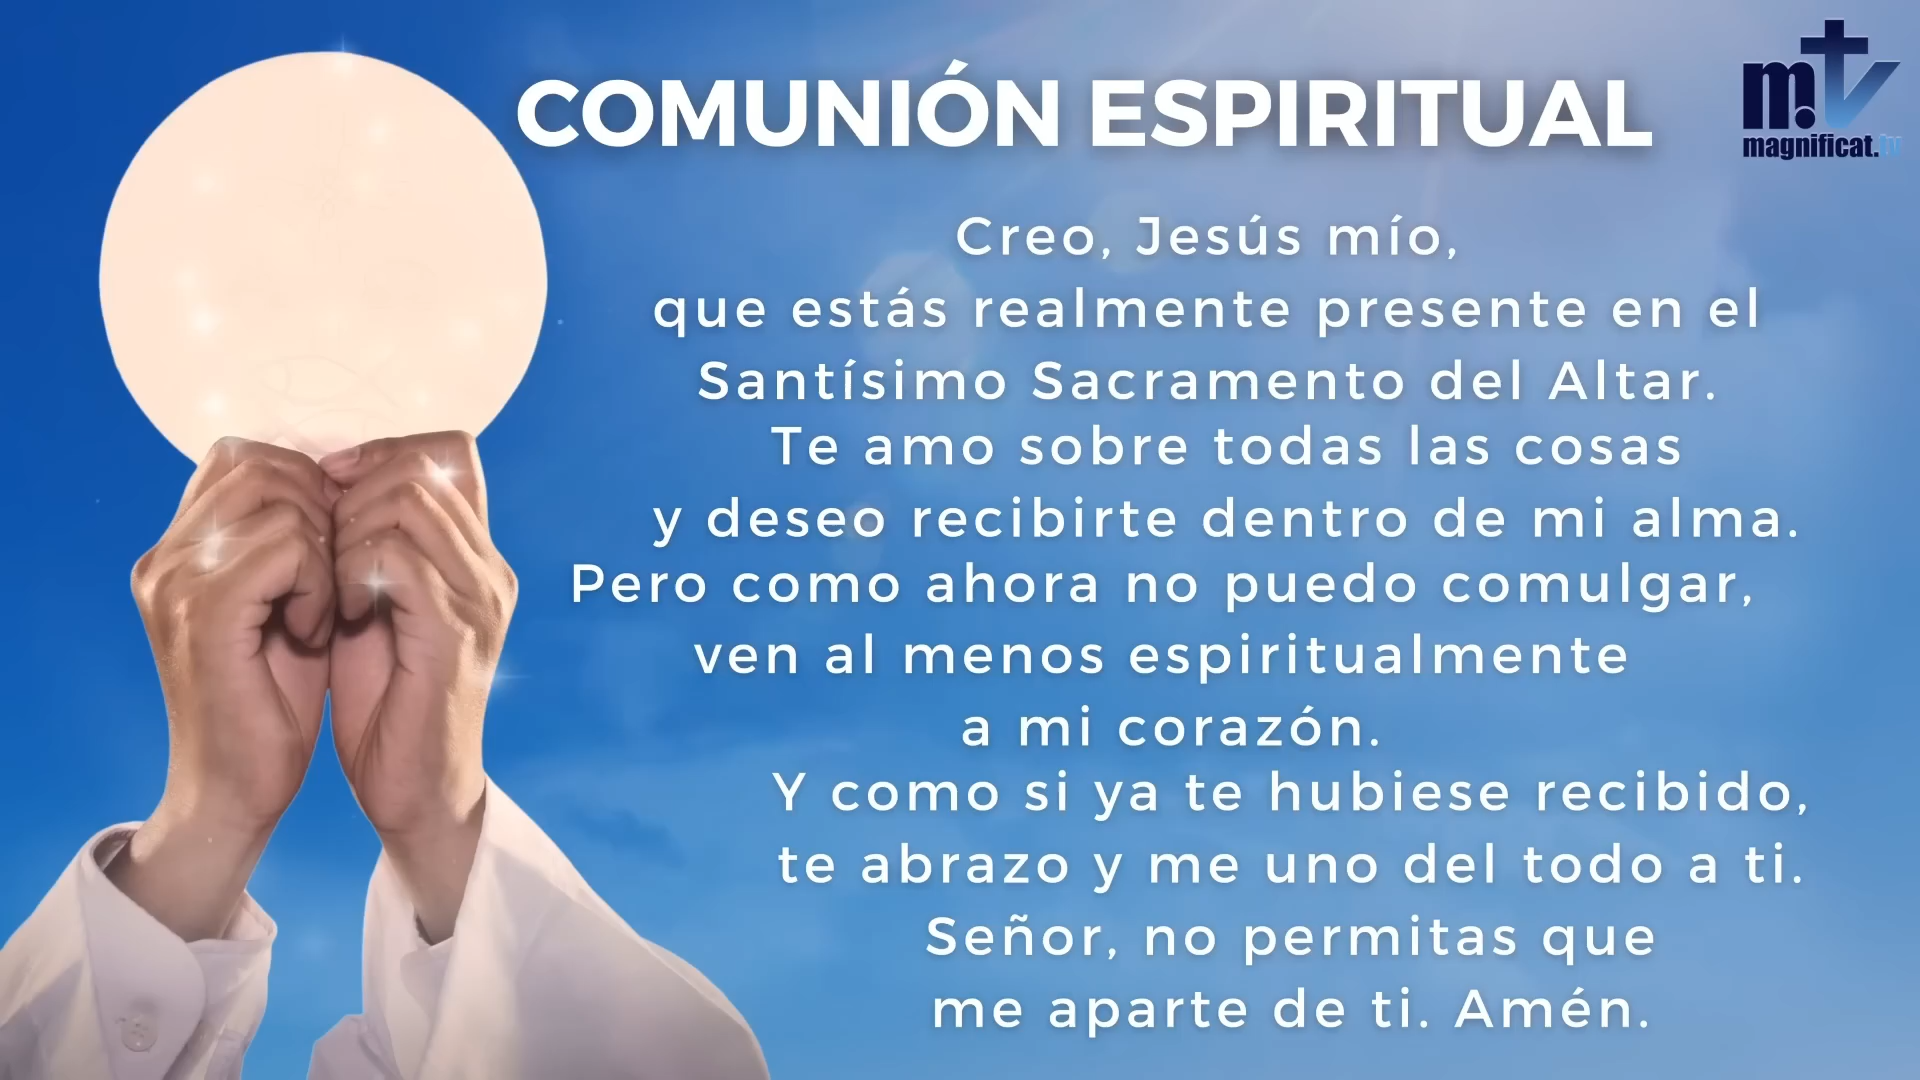 COMUNIÓN ESPIRITUAL
mtv
magnificat.tv
Creo, Jesús mío,
que estás realmente presente en el
Santísimo Sacramento del Altar.
Te amo sobre todas las cosas
y deseo recibirte dentro de mi alma.
Pero como ahora no puedo comulgar,
ven al menos espiritualmente
a mi corazón.
Y como si ya te hubiese recibido,
te abrazo y me uno del todo a ti.
Señor, no permitas que
me aparte de ti. Amén.